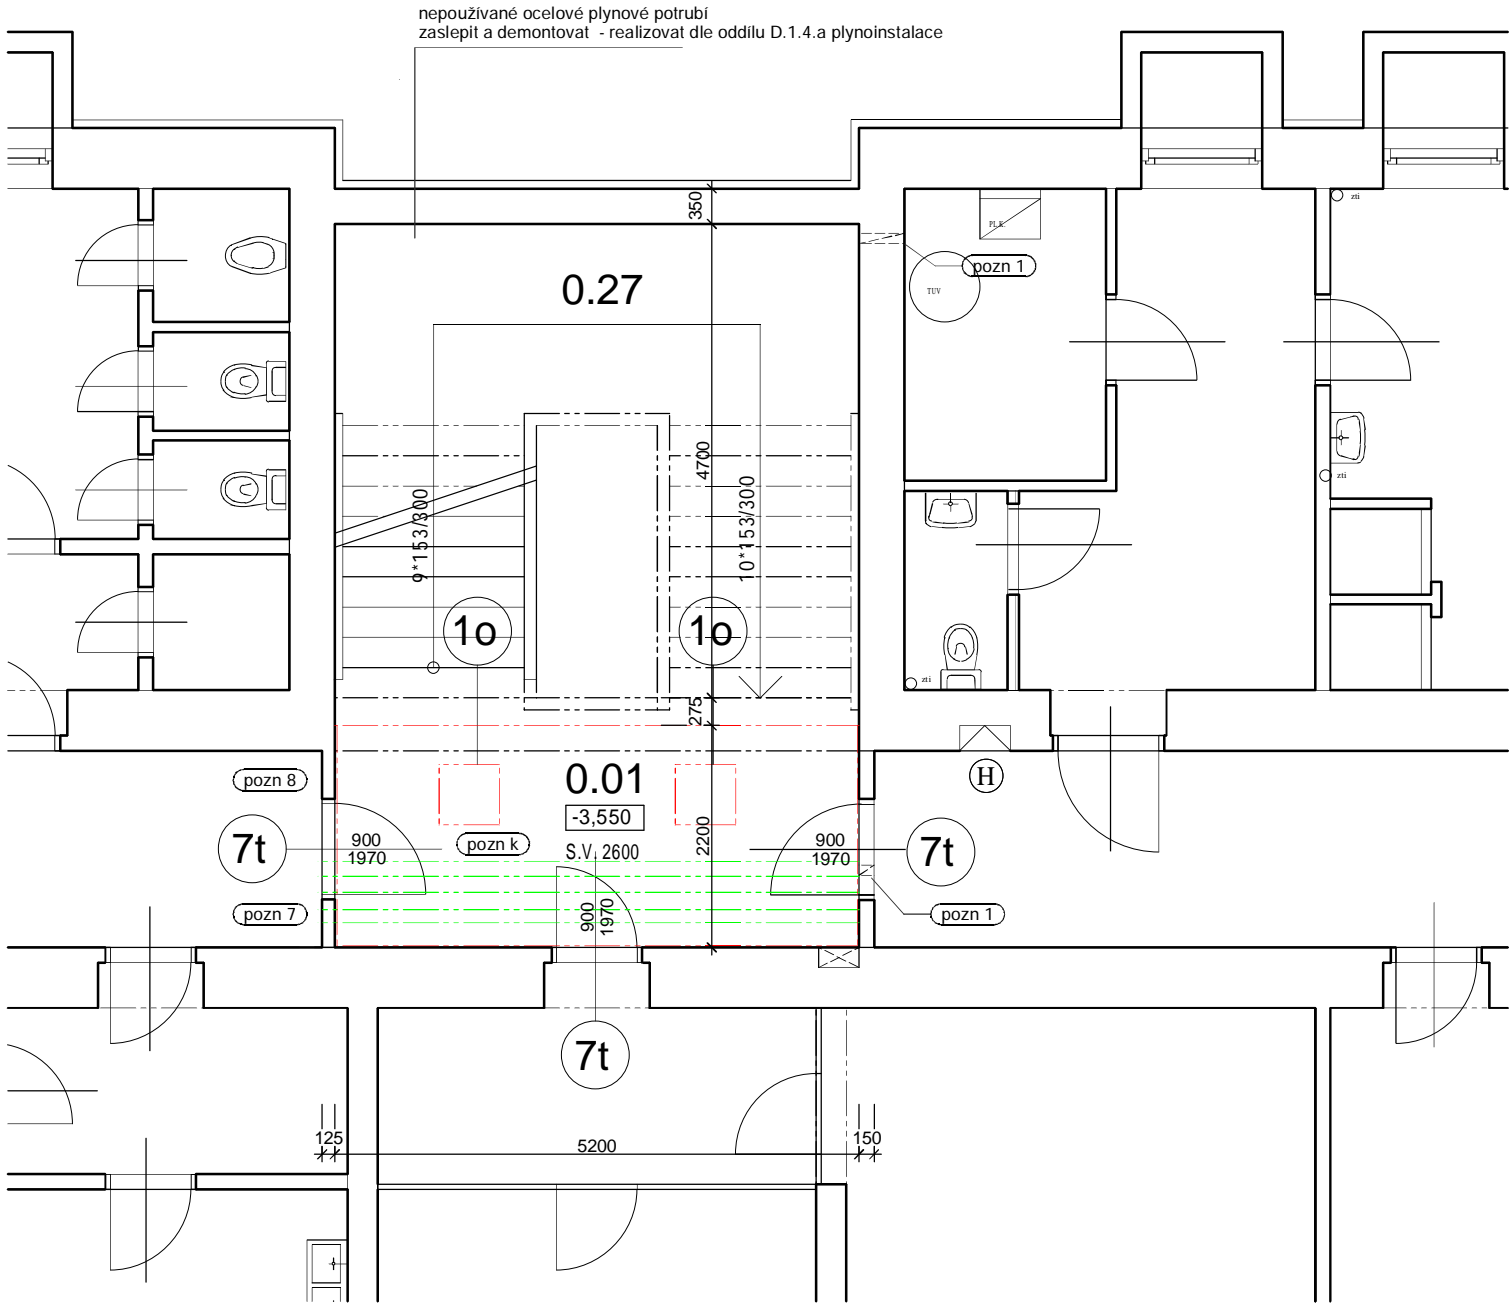 nepoužívané ocelové plynové potrubí
zaslepit a demontovat - realizovat dle oddílu D.1.4.a plynoinstalace
350
zti
PL.K.
pozn 1
0.27
TUV
4700
9*153/300
10*153/300
zti
1o
1o
zti
275
pozn 8
0.01
H
-3,550
7t
900
1970
pozn k
S.V. 2600
2200
900
1970
7t
900
1970
pozn 7
pozn 1
7t
125
5200
150